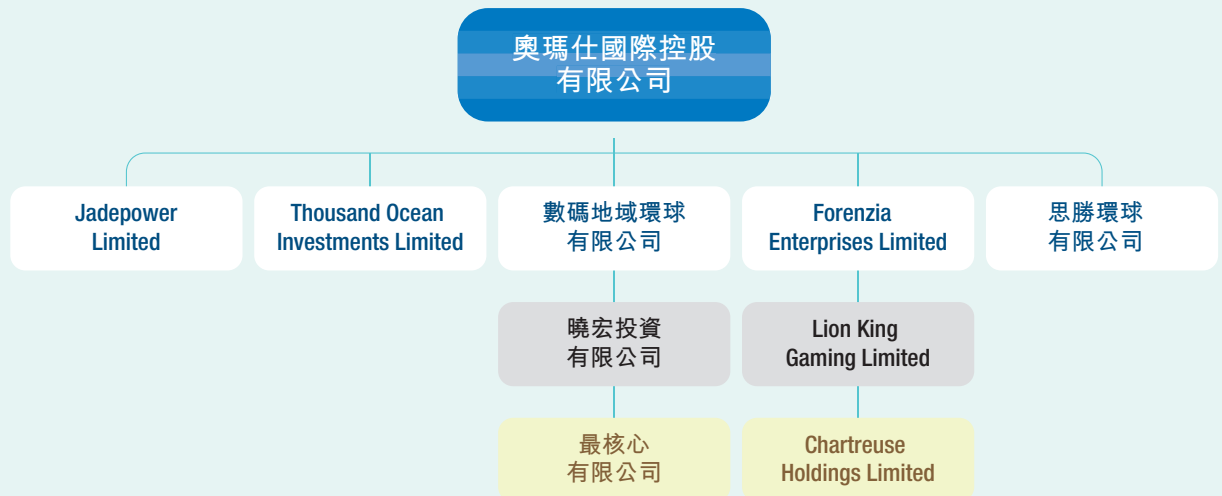 奧瑪仕國際控股
有限公司
Jadepower
Limited
Thousand Ocean
Investments Limited
數碼地域環球
有限公司
Forenzia
Enterprises Limited
思勝環球
有限公司
曉宏投資
有限公司
Lion King
Gaming Limited
最核心
有限公司
Chartreuse
Holdings Limited